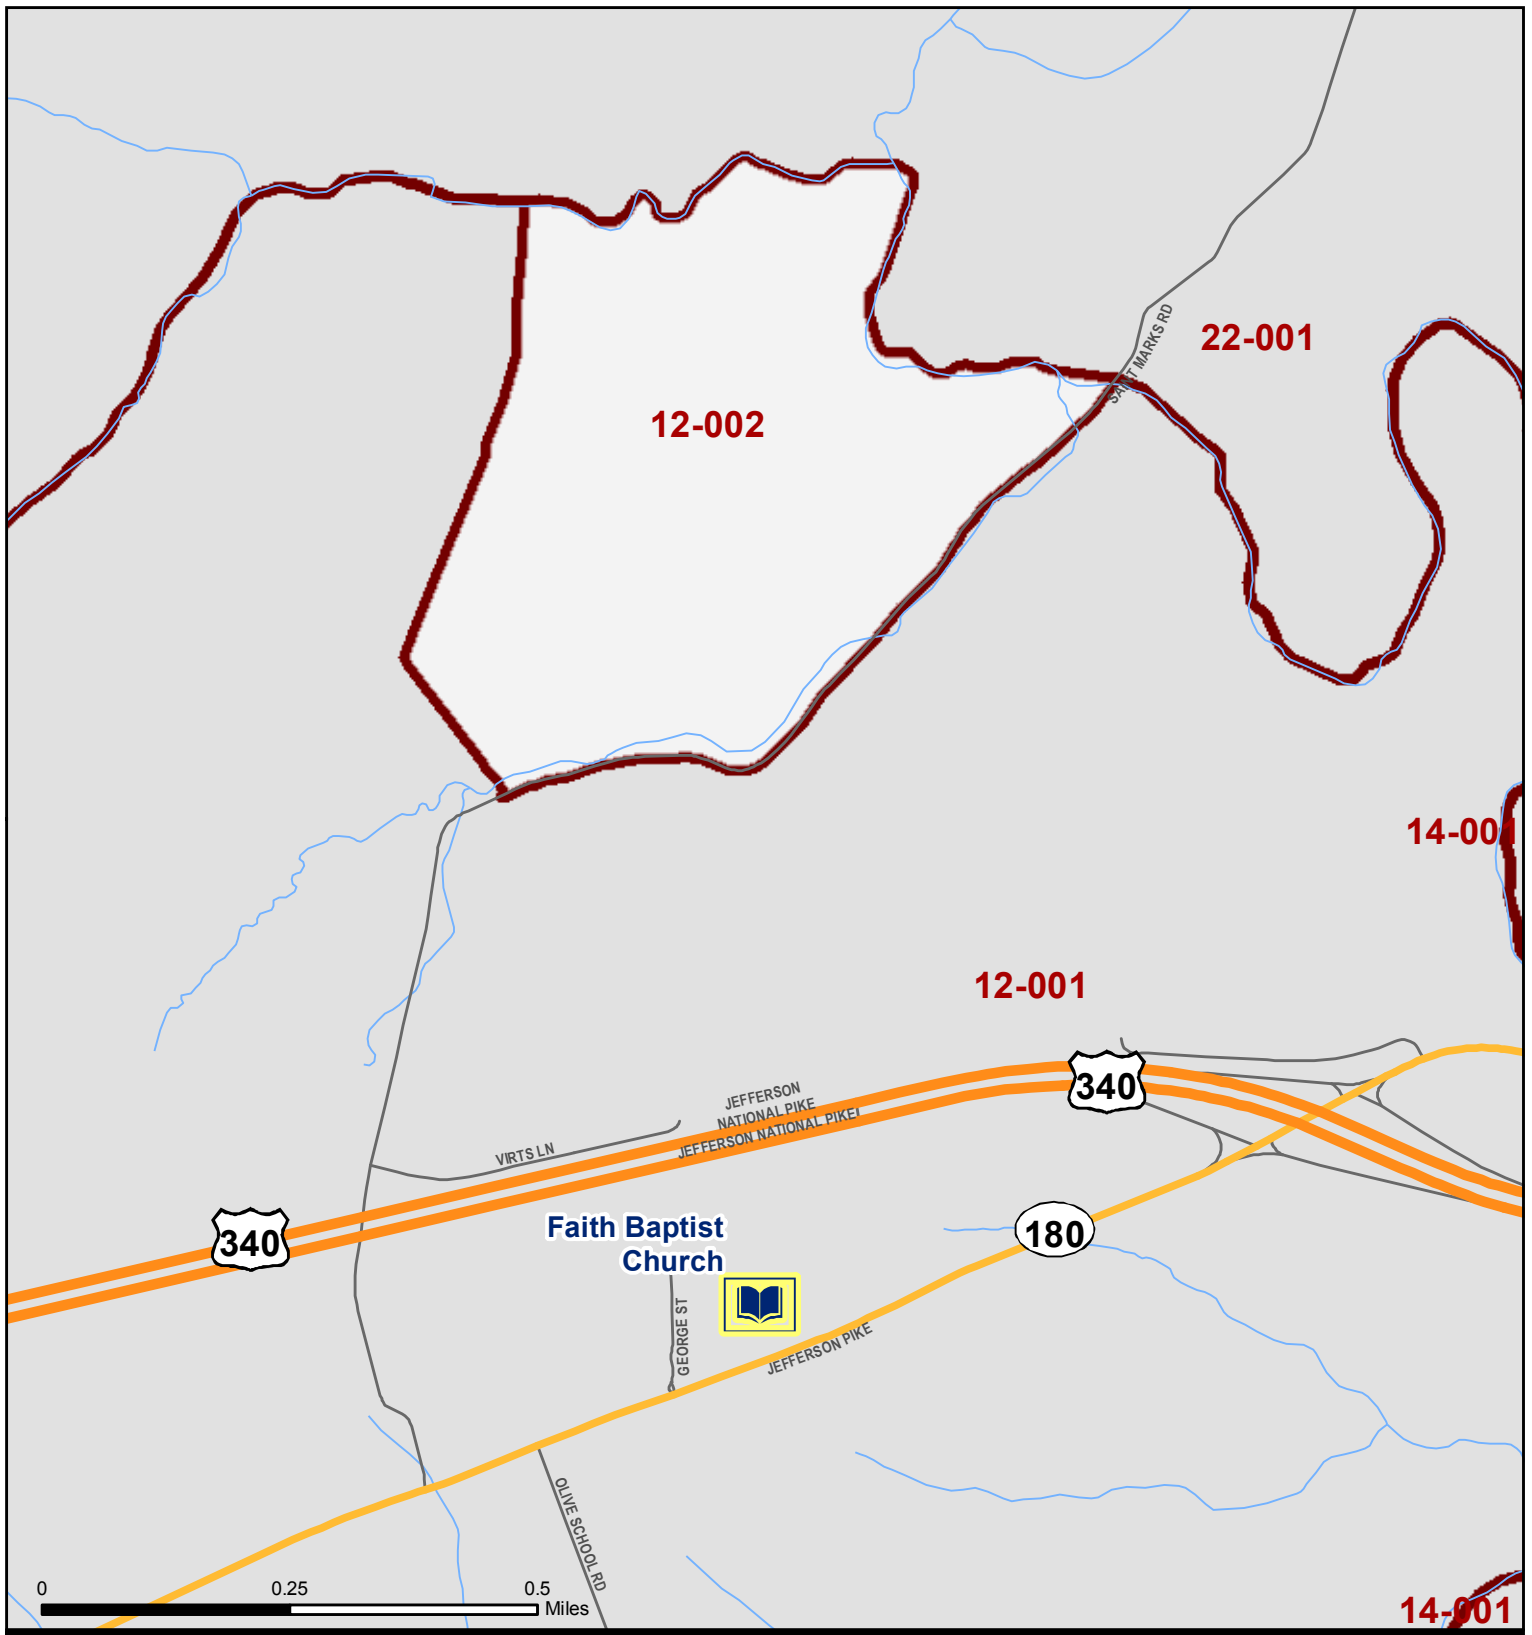 SAINT MARKS RD
22-001
12-002
14-001
12-001
JEFFERSON
NATIONAL PIKE
JEFFERSON NATIONAL PIKE
340
VIRTS LN
340
Faith Baptist
Church
180
GEORGE ST
JEFFERSON PIKE
OLIVE SCHOOL RD
0 0.25 0.5
Miles
14-001